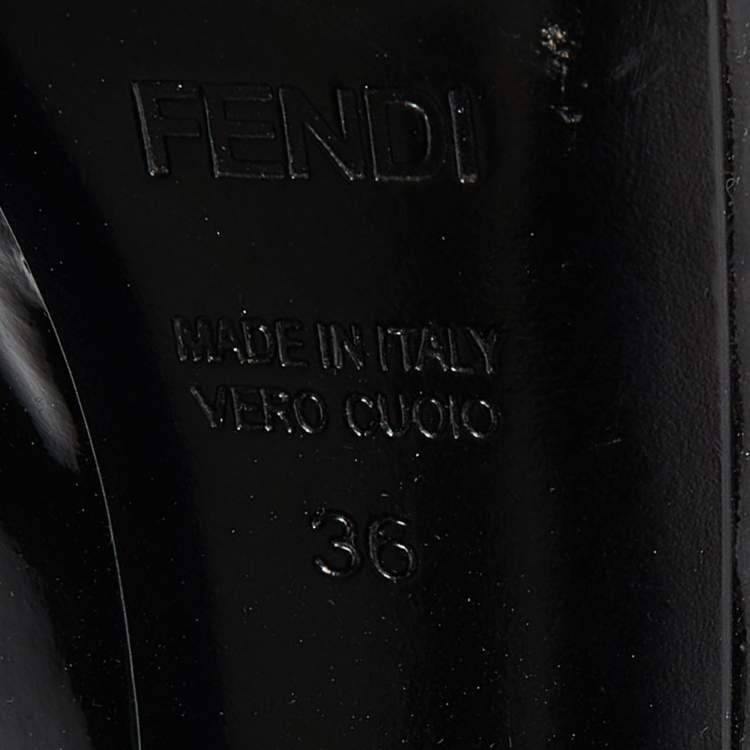 FENDI
MADE IN ITALY
VERO CUOIO
36